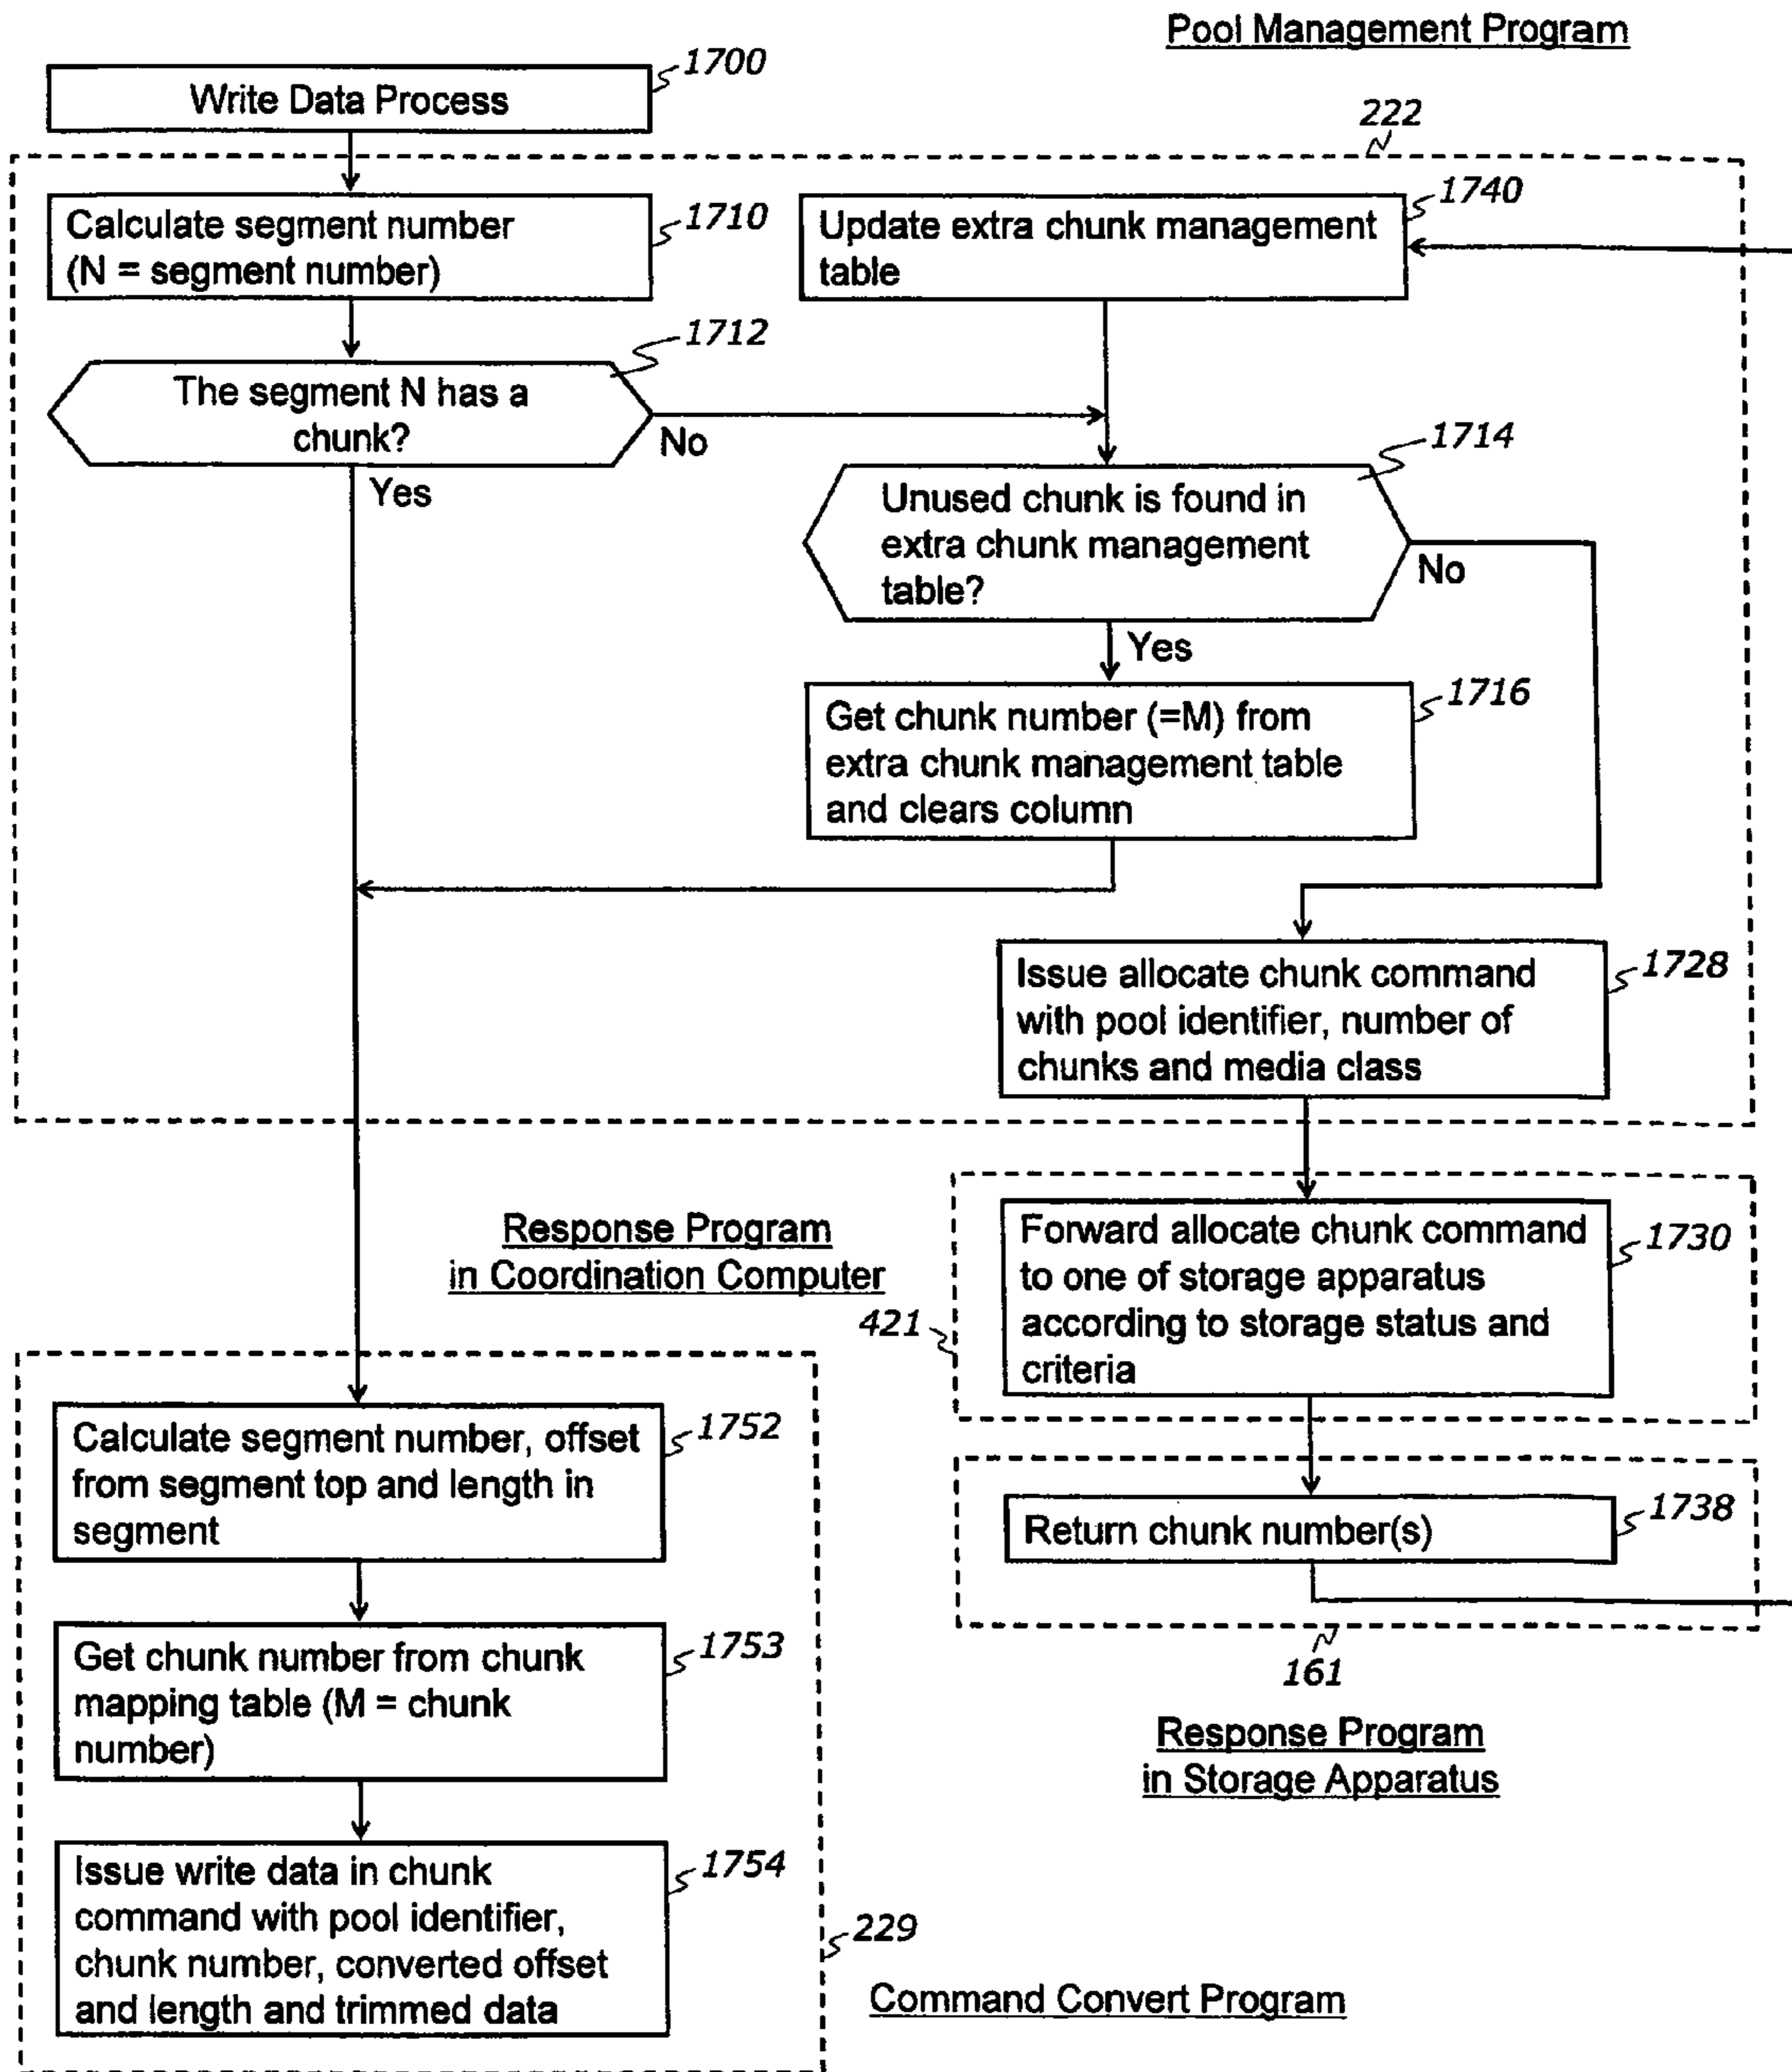 Pool Management Program
1700
Write Data Process
222
Calculate segment number
(N = segment number)
1710
Update extra chunk management
table
1740
1712
The segment N has a
chunk?
No
Yes
1714
Unused chunk is found in
extra chunk management
table?
No
Yes
Get chunk number (=M) from
extra chunk management table
and clears column
1716
Issue allocate chunk command
with pool identifier, number of
chunks and media class
1728
Response Program
in Coordination Computer
Forward allocate chunk command
to one of storage apparatus
according to storage status and
criteria
1730
421
Calculate segment number, offset
from segment top and length in
segment
1752
Return chunk number(s)
1738
Get chunk number from chunk
mapping table (M = chunk
number)
1753
161
Response Program
in Storage Apparatus
Issue write data in chunk
command with pool identifier,
chunk number, converted offset
and length and trimmed data
1754
229
Command Convert Program